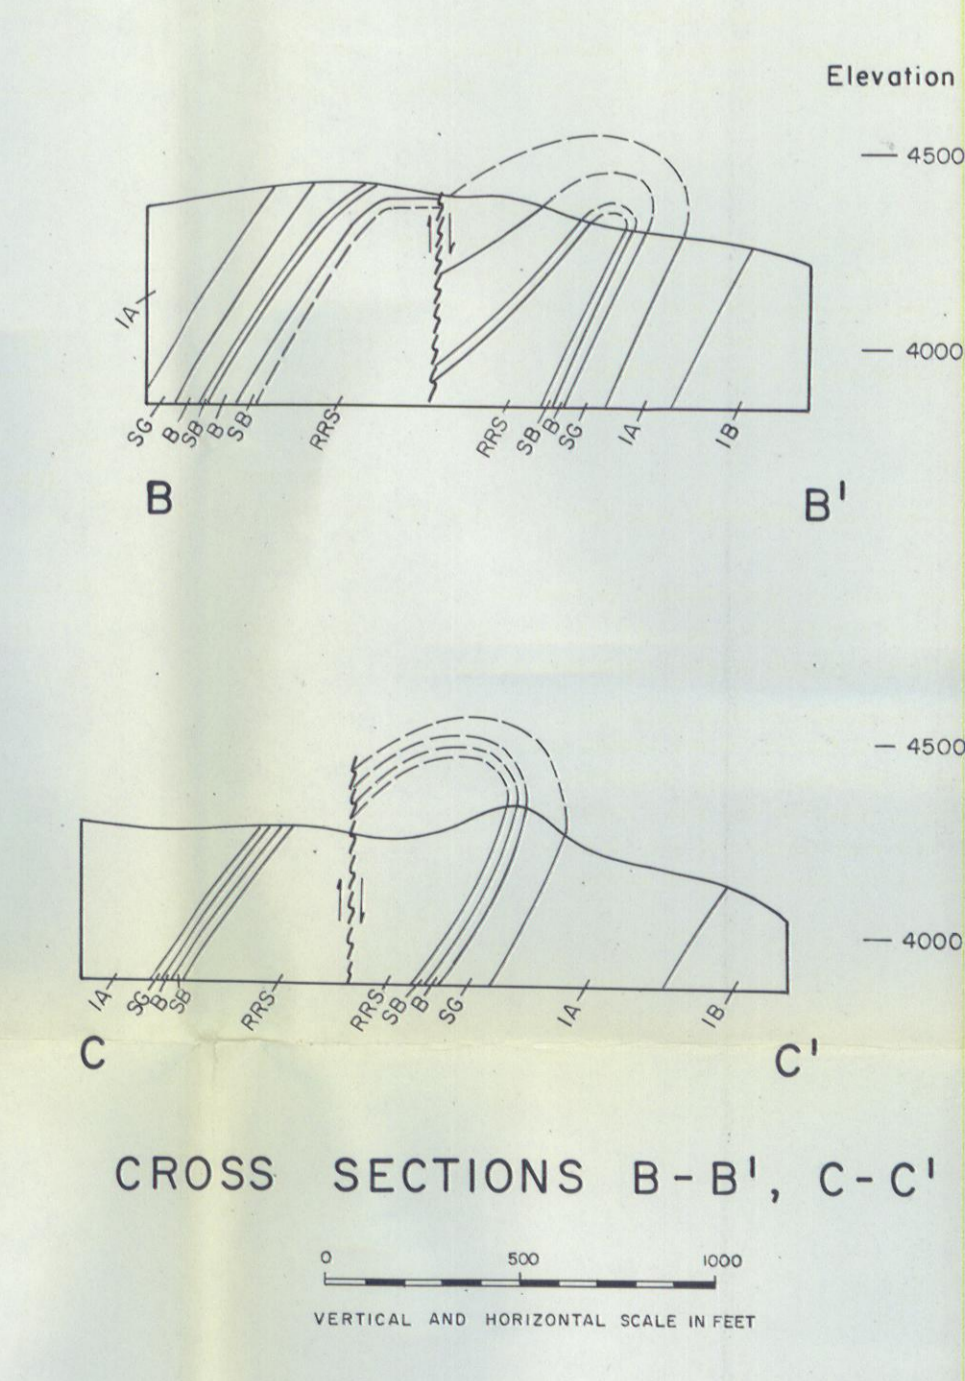 Elevation
4500
4000
IA
SG B SB B SB RRS RRS SB B SG IA IB
B B'
4500
4000
IA SG B SB RRS RRS SB B SG IA IB
C C'
CROSS SECTIONS B-B', C-C'
0 500 1000
VERTICAL AND HORIZONTAL SCALE IN FEET